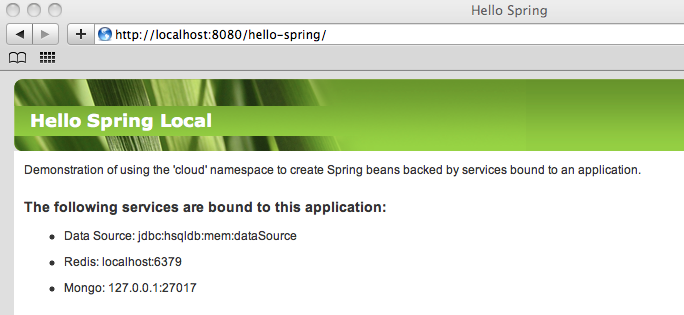 Hello Spring
http://localhost:8080/hello-spring/
Hello Spring Local
Demonstration of using the 'cloud' namespace to create Spring beans backed by services bound to an application.
The following services are bound to this application:
Data Source: jdbc:hsqldb:mem:dataSource
Redis: localhost:6379
Mongo: 127.0.0.1:27017